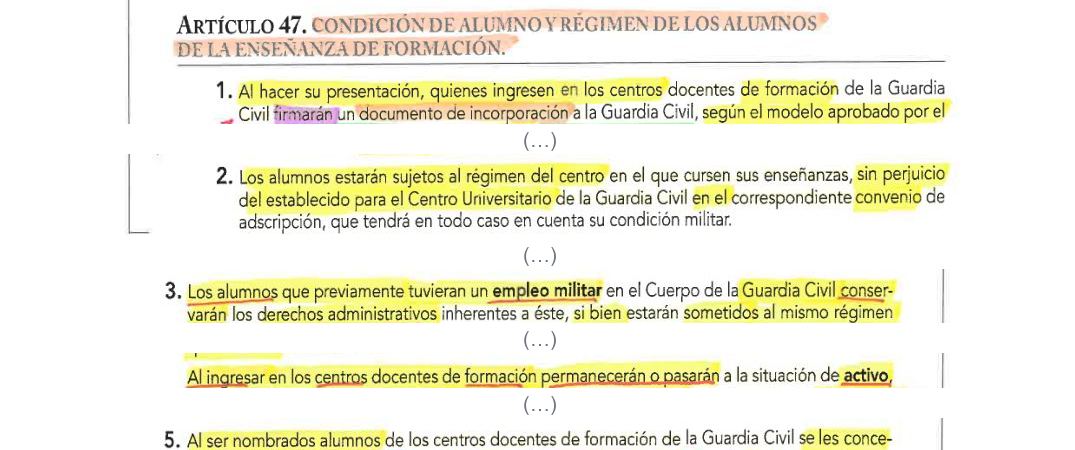 ARTÍCULO 47. CONDICIÓN DE ALUMNO Y RÉGIMEN DE LOS ALUMNOS
DE LA ENSEÑANZA DE FORMACIÓN.
1. Al hacer su presentación, quienes ingresen en los centros docentes de formación de la Guardia
Civil firmarán un documento de incorporación a la Guardia Civil, según el modelo aprobado por el
(...)
2. Los alumnos estarán sujetos al régimen del centro en el que cursen sus enseñanzas, sin perjuicio
del establecido para el Centro Universitario de la Guardia Civil en el correspondiente convenio de
adscripción, que tendrá en todo caso en cuenta su condición militar.
(...)
3. Los alumnos que previamente tuvieran un empleo militar en el Cuerpo de la Guardia Civil conser-
varán los derechos administrativos inherentes a éste, si bien estarán sometidos al mismo régimen
(...)
Al ingresar en los centros docentes de formación permanecerán o pasarán a la situación de activo,
(...)
5. Al ser nombrados alumnos de los centros docentes de formación de la Guardia Civil se les conce-